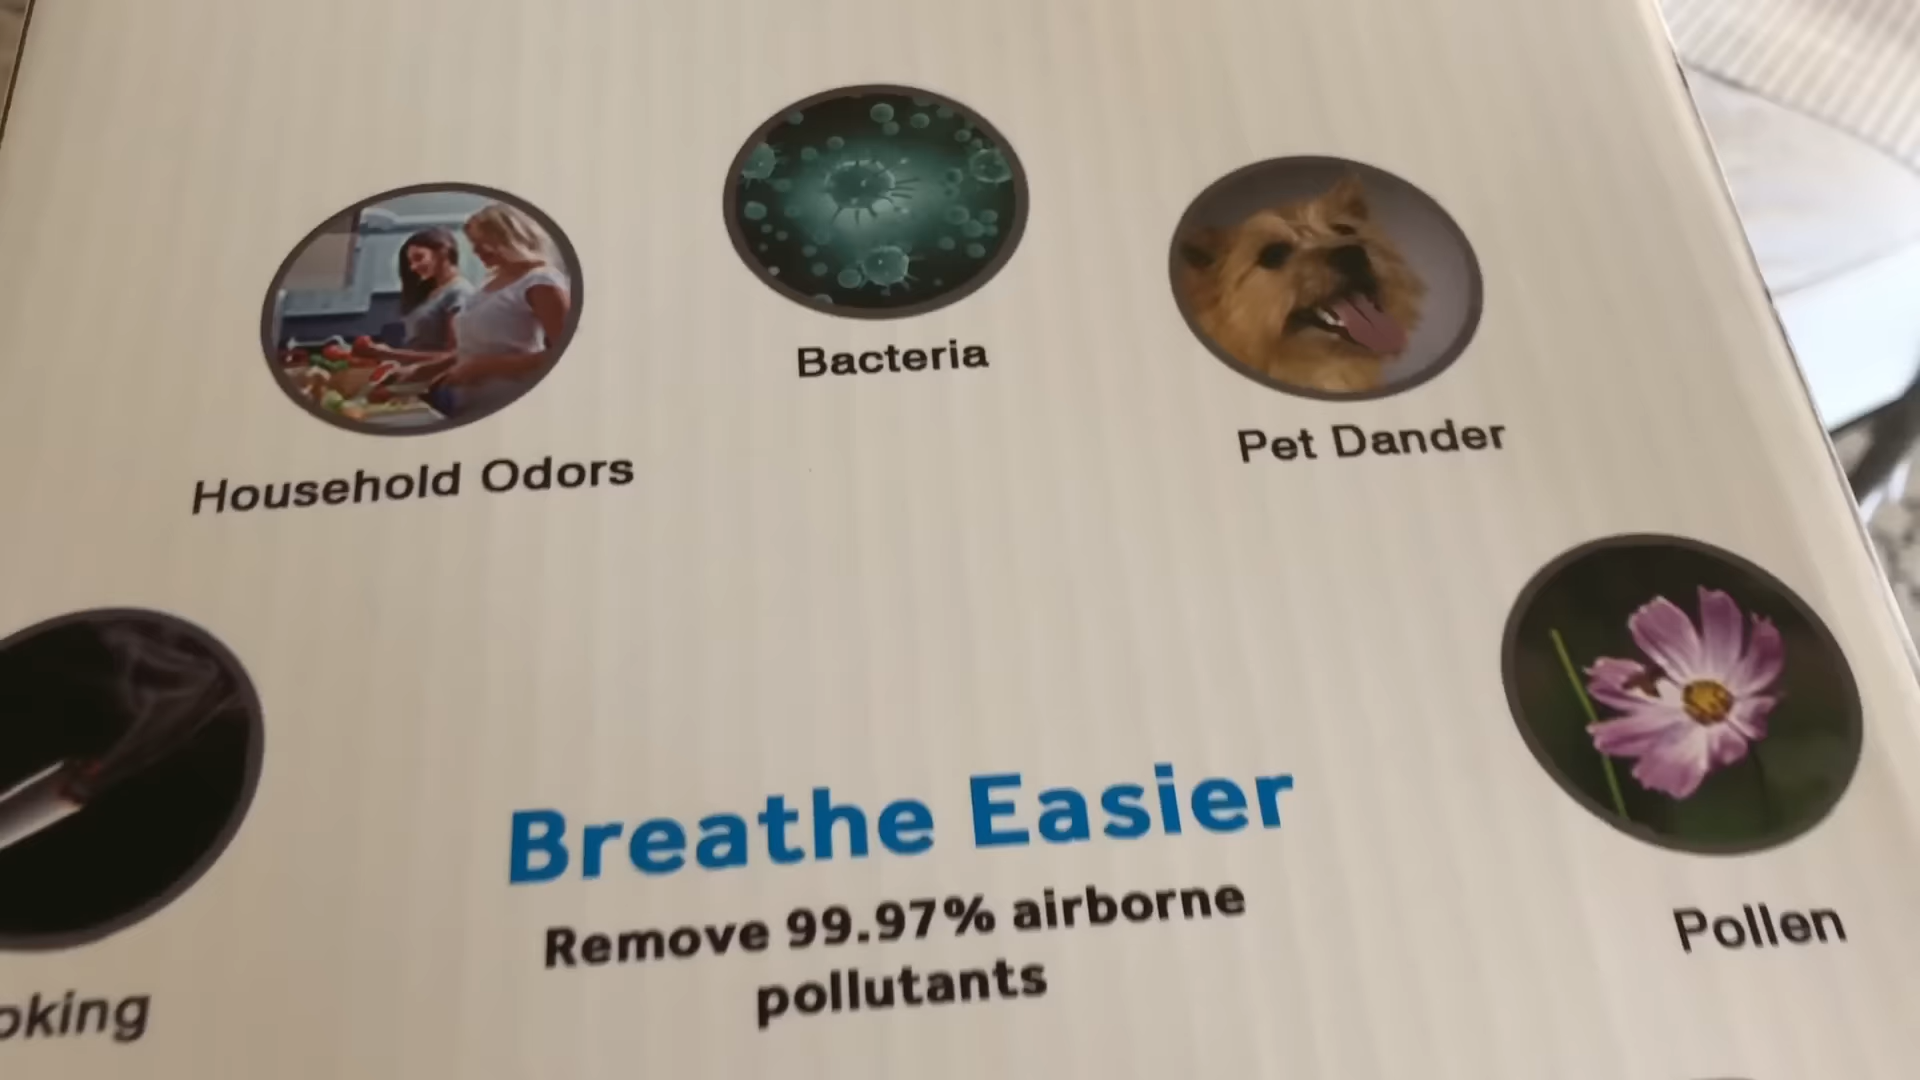 Bacteria
Pet Dander
Household Odors
Breathe Easier
Remove 99.97% airborne
pollutants
Pollen
oking